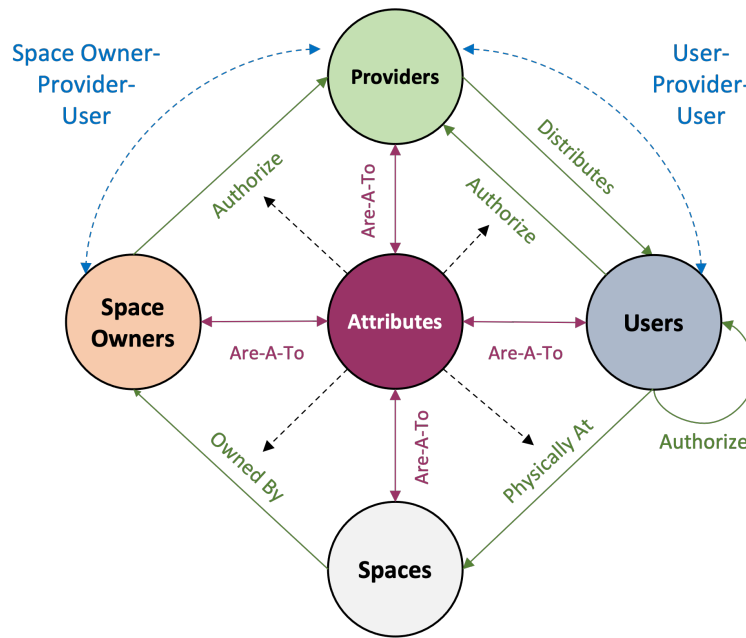 Space Owner-
Provider-
User
Providers
User-
Provider-
User
Distributes
Authorize
Are-A-To
Authorize
Space
Owners
Attributes
Users
Are-A-To
Are-A-To
Owned By
Are-A-To
Physically At
Authorize
Spaces